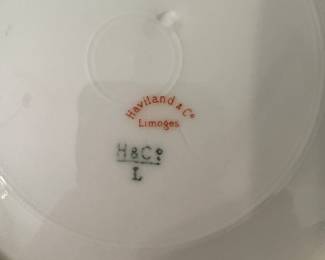 Haviland & Co
Limoges
H&Co
L